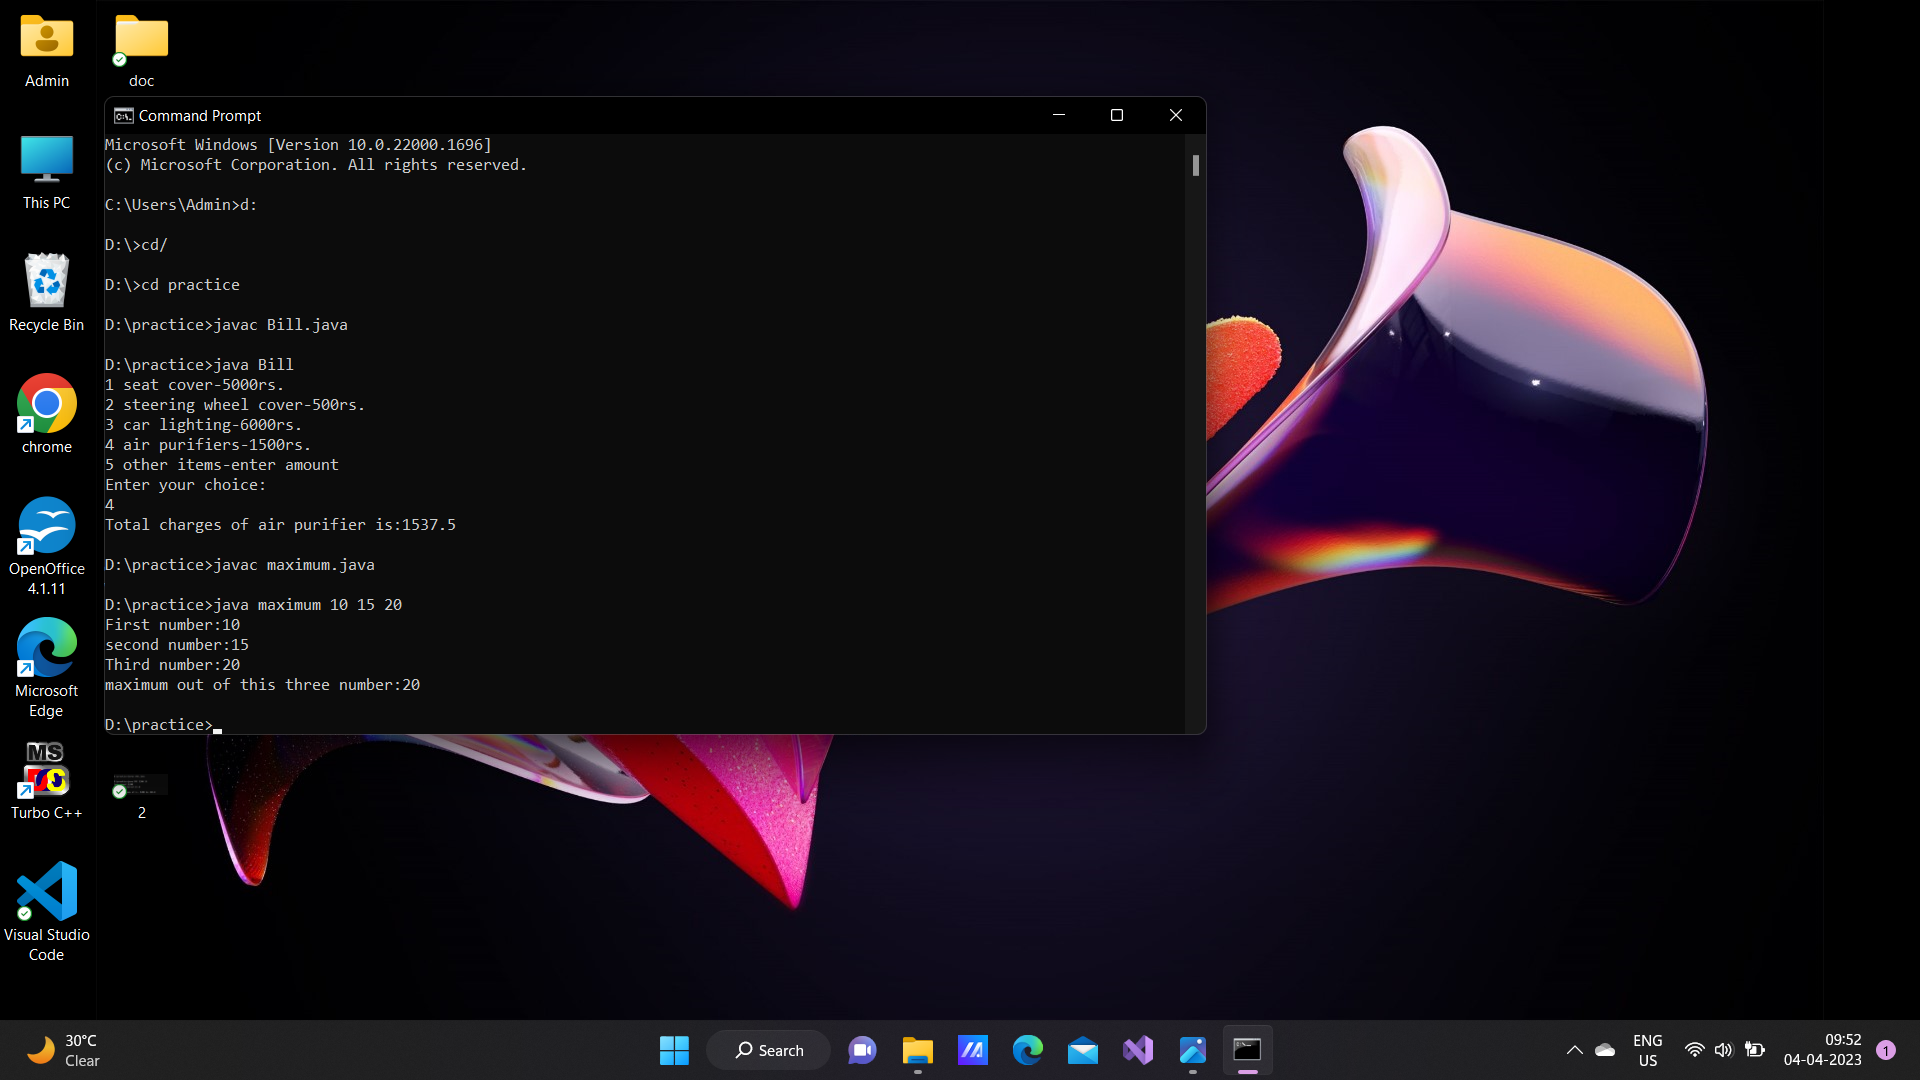 Admin
doc
This PC
Recycle Bin
chrome
OpenOffice
4.1.11
Microsoft
Edge
MS
Turbo C++
2
Visual Studio
Code
Command Prompt
Microsoft Windows [Version 10.0.22000.1696]
(c) Microsoft Corporation. All rights reserved.
C:\Users\Admin>d:
D:\>cd/
D:\>cd practice
D:\practice>javac Bill.java
D:\practice>java Bill
1 seat cover-5000rs.
2 steering wheel cover-500rs.
3 car lighting-6000rs.
4 air purifiers-1500rs.
5 other items-enter amount
Enter your choice:
4
Total charges of air purifier is:1537.5
D:\practice>javac maximum.java
D:\practice>java maximum 10 15 20
First number:10
second number:15
Third number:20
maximum out of this three number:20
D:\practice>
30°C
Clear
Search
ENG
US
09:52
04-04-2023
1